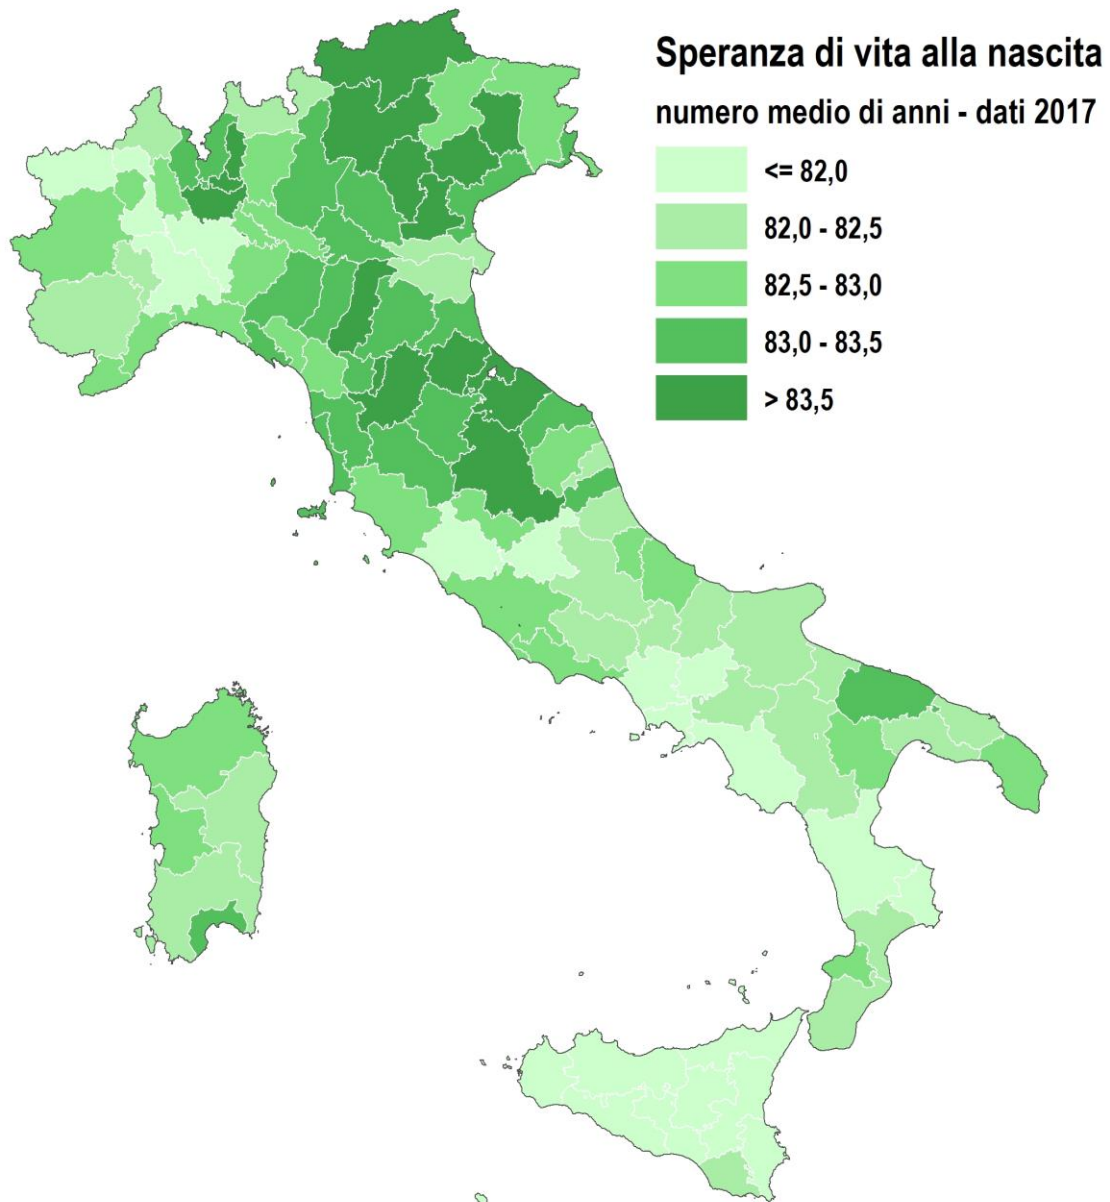 Speranza di vita alla nascita
numero medio di anni - dati 2017
<= 82,0
82,0 - 82,5
82,5 - 83,0
83,0 - 83,5
> 83,5